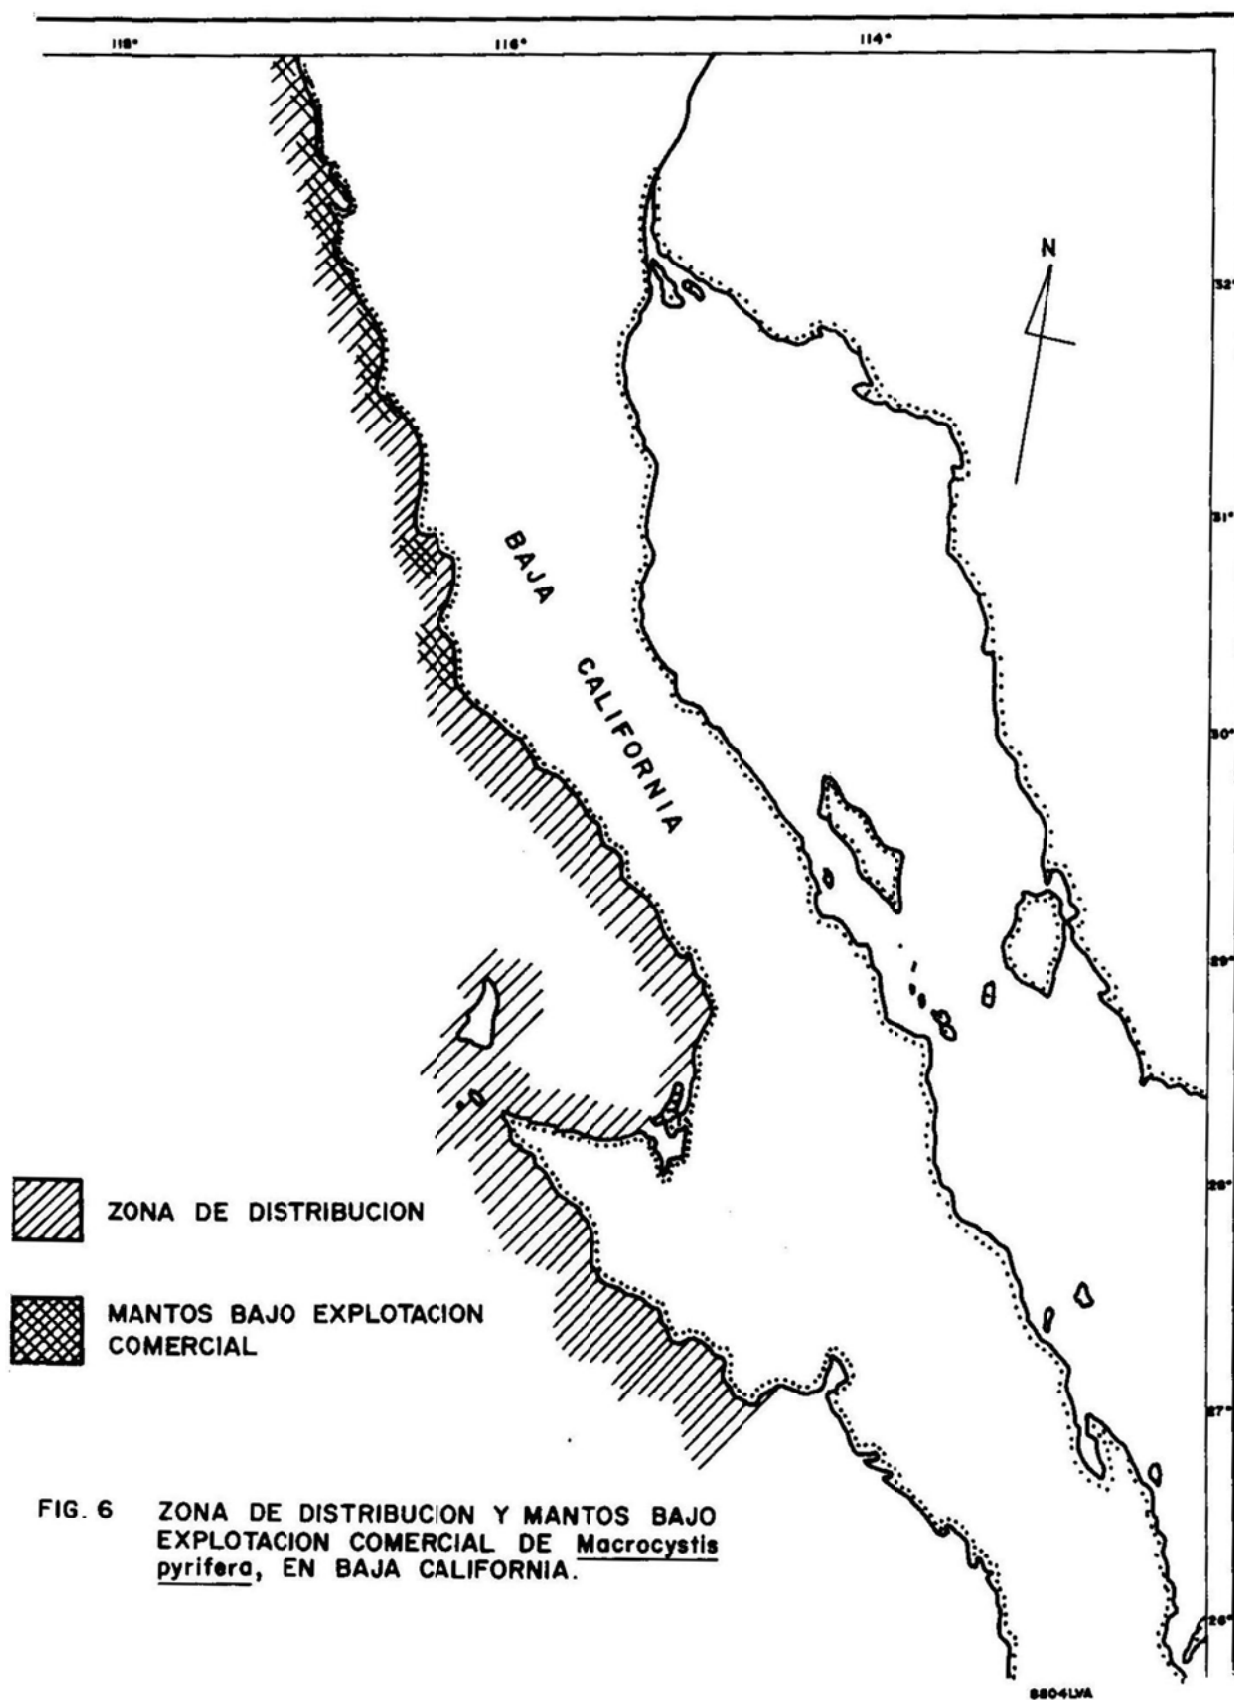 118° 116° 114°
N
32°
31°
BAJA
CALIFORNIA
30°
29°
28°
ZONA DE DISTRIBUCION
MANTOS BAJO EXPLOTACION
COMERCIAL
27°
FIG. 6 ZONA DE DISTRIBUCION Y MANTOS BAJO
EXPLOTACION COMERCIAL DE Macrocystis
pyrifera, EN BAJA CALIFORNIA.
26°
8804LVA